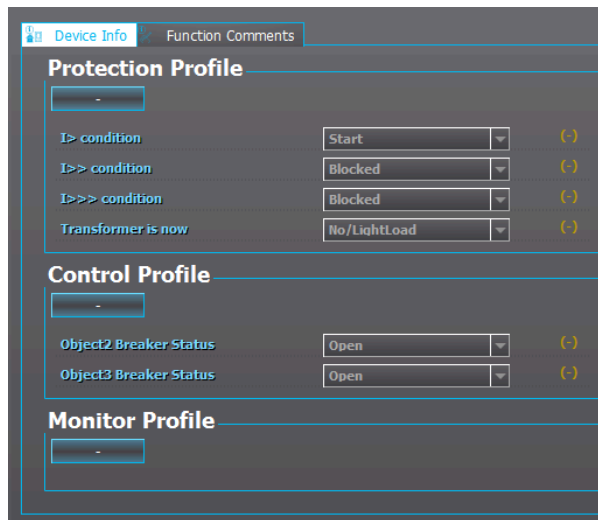 Device Info Function Comments
Protection Profile
-
I> condition Start (-)
I>> condition Blocked (-)
I>>> condition Blocked (-)
Transformer is now No/LightLoad (-)
Control Profile
-
Object2 Breaker Status Open (-)
Object3 Breaker Status Open (-)
Monitor Profile
-